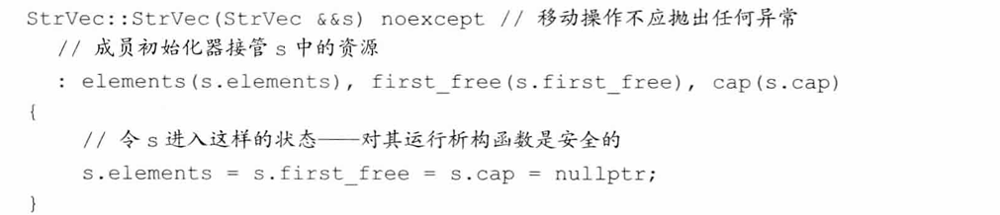 StrVec::StrVec(StrVec &&s) noexcept // 移动操作不应抛出任何异常
// 成员初始化器接管 s 中的资源
: elements(s.elements), first_free(s.first_free), cap(s.cap)
{
// 令 s 进入这样的状态——对其运行析构函数是安全的
s.elements = s.first_free = s.cap = nullptr;
}